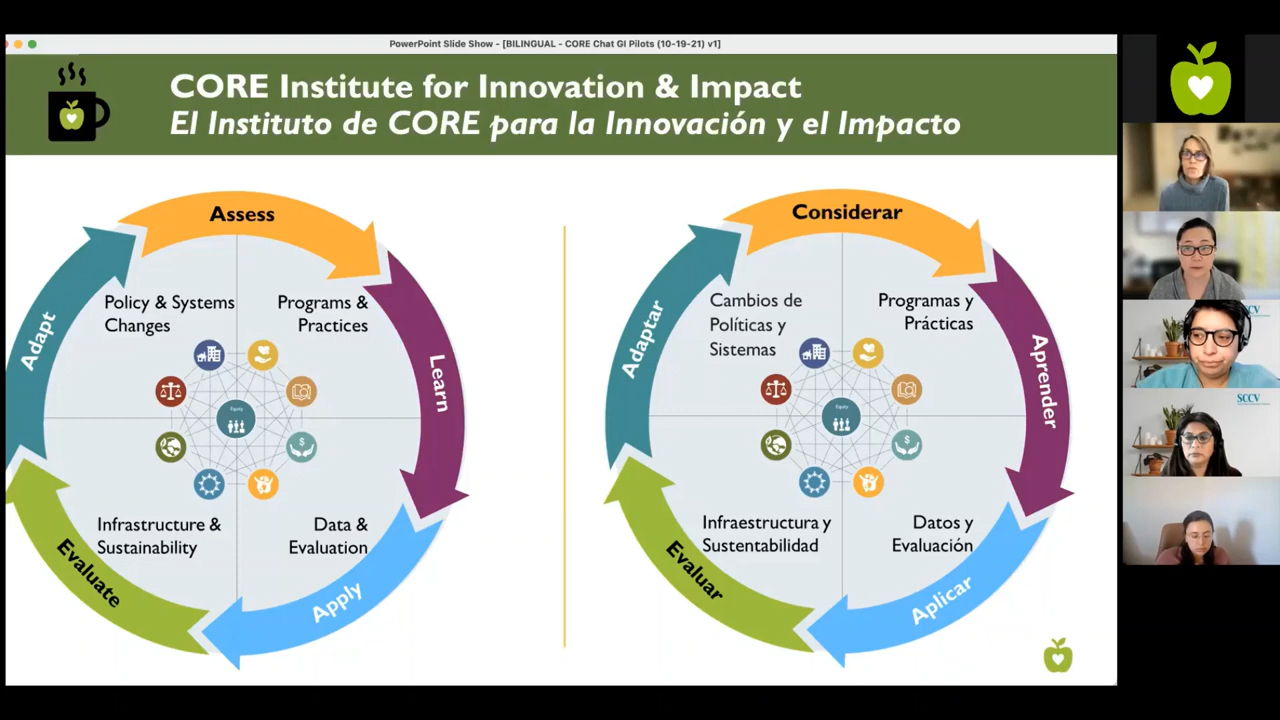 PowerPoint Slide Show - [BILINGUAL - CORE Chat GI Pilots (10-19-21) v1]
CORE Institute for Innovation & Impact
El Instituto de CORE para la Innovación y el Impacto
Assess
Policy & Systems
Changes
Programs &
Practices
Adapt
Learn
Equity
$
Infrastructure &
Sustainability
Data &
Evaluation
Evaluate
Apply
Considerar
Cambios de
Políticas y
Sistemas
Programas y
Prácticas
Adaptar
Aprender
Equity
$
Infraestructura y
Sustentabilidad
Datos y
Evaluación
Evaluar
Aplicar
SCCV
SCCV